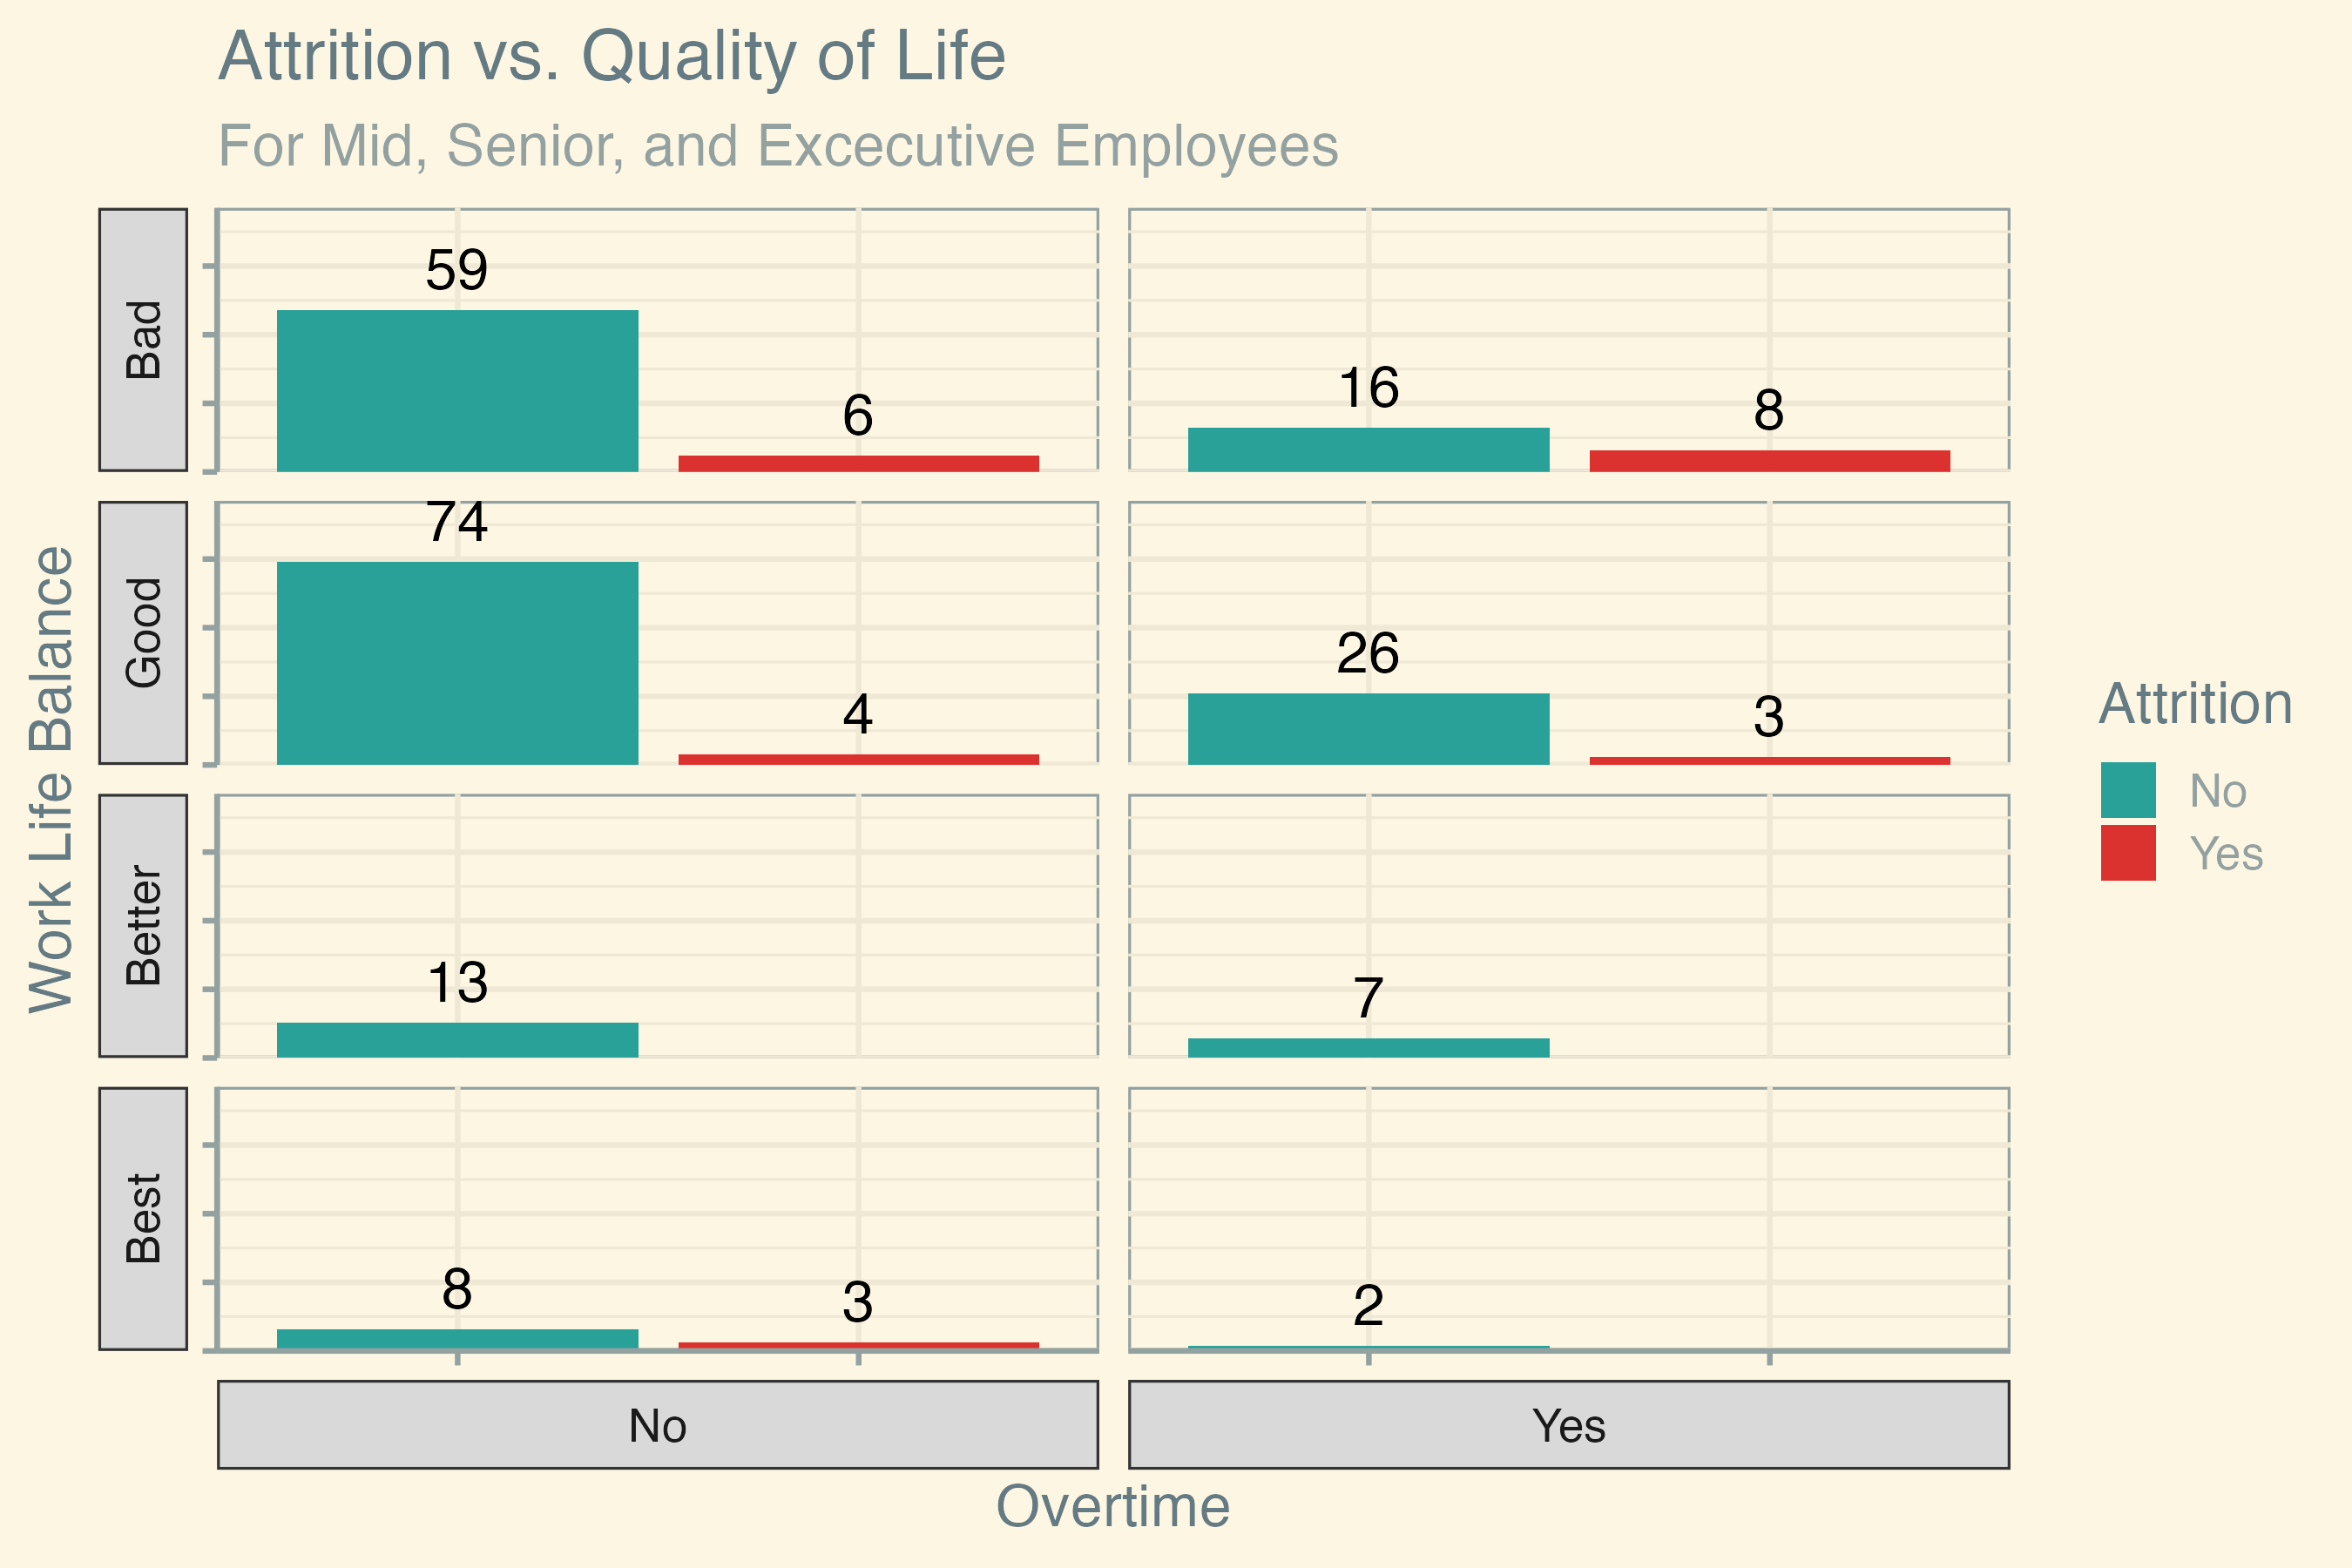 Attrition vs. Quality of Life
For Mid, Senior, and Excecutive Employees
Work Life Balance
Bad
59
6
16
8
Good
74
4
26
3
Better
13
7
Best
8
3
2
No
Yes
Overtime
Attrition
No
Yes